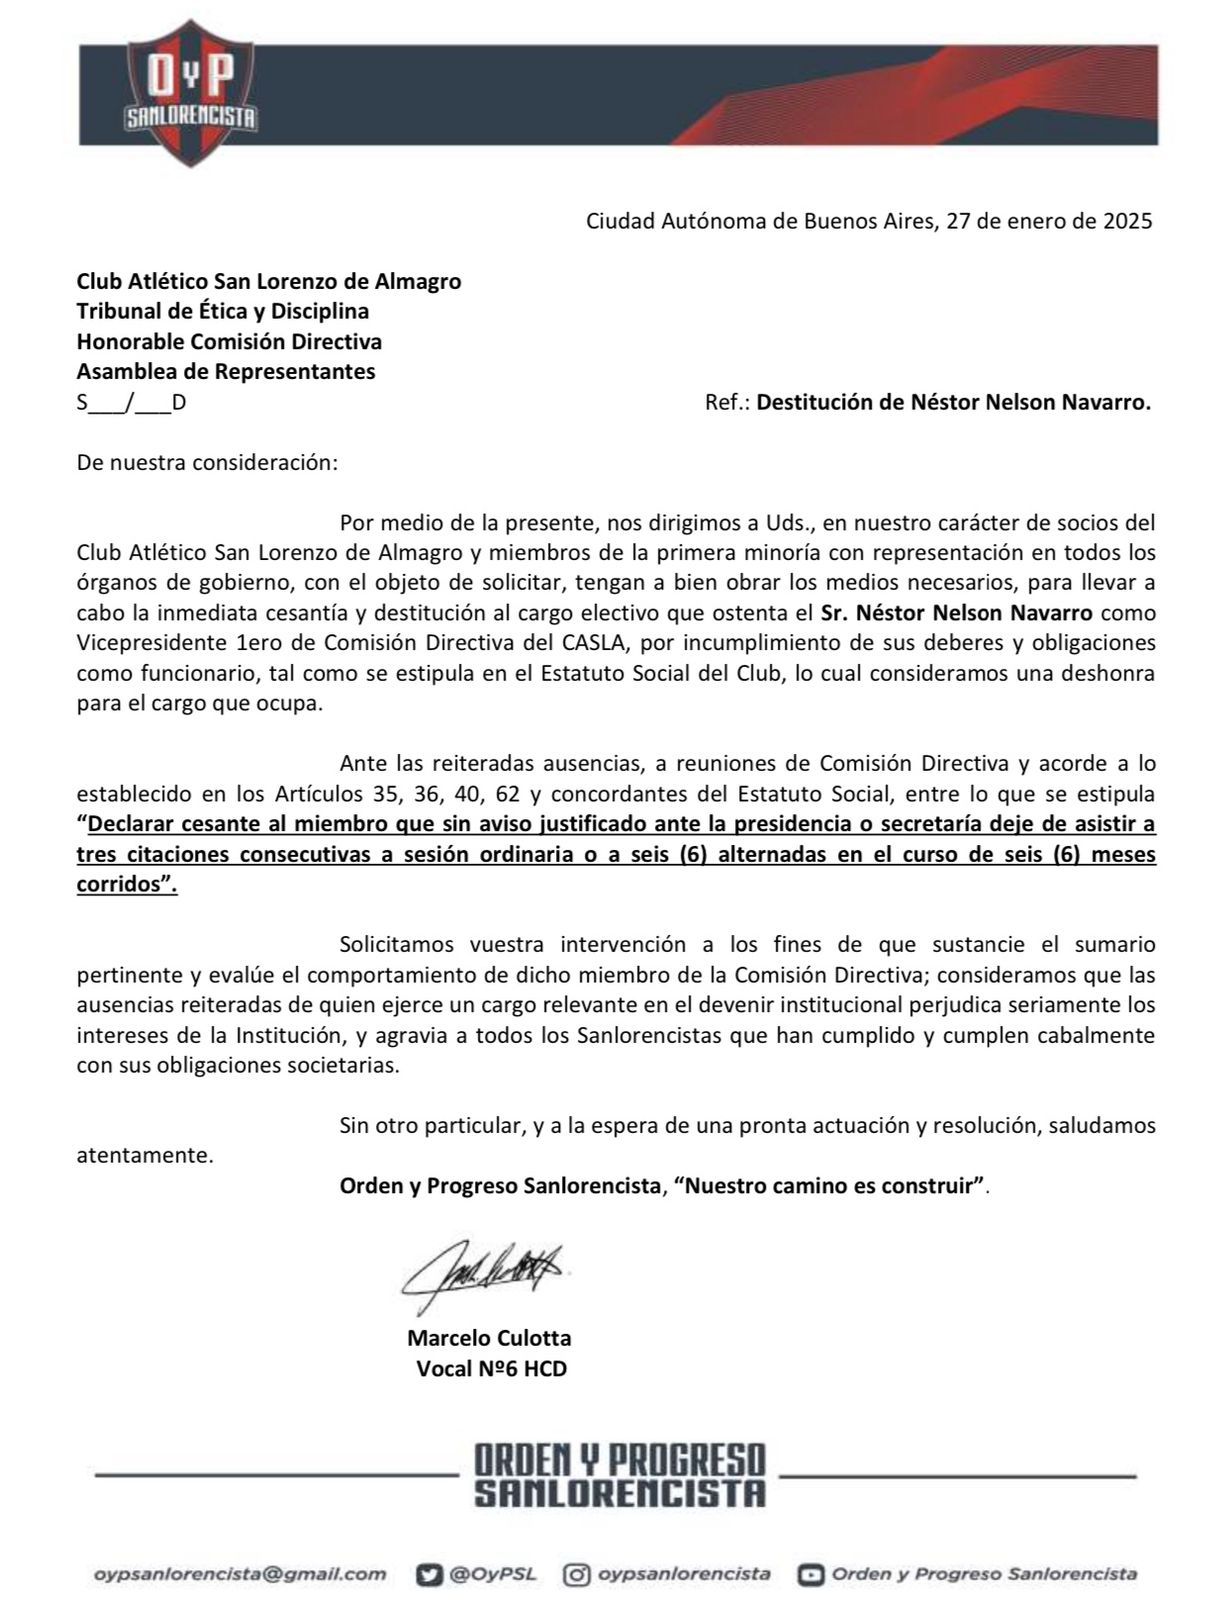 O Y P
SANLORENCISTA
Ciudad Autónoma de Buenos Aires, 27 de enero de 2025
Club Atlético San Lorenzo de Almagro
Tribunal de Ética y Disciplina
Honorable Comisión Directiva
Asamblea de Representantes
S___/___D Ref.: Destitución de Néstor Nelson Navarro.
De nuestra consideración:
Por medio de la presente, nos dirigimos a Uds., en nuestro carácter de socios del
Club Atlético San Lorenzo de Almagro y miembros de la primera minoría con representación en todos los
órganos de gobierno, con el objeto de solicitar, tengan a bien obrar los medios necesarios, para llevar a
cabo la inmediata cesantía y destitución al cargo electivo que ostenta el Sr. Néstor Nelson Navarro como
Vicepresidente 1ero de Comisión Directiva del CASLA, por incumplimiento de sus deberes y obligaciones
como funcionario, tal como se estipula en el Estatuto Social del Club, lo cual consideramos una deshonra
para el cargo que ocupa.
Ante las reiteradas ausencias, a reuniones de Comisión Directiva y acorde a lo
establecido en los Artículos 35, 36, 40, 62 y concordantes del Estatuto Social, entre lo que se estipula
“Declarar cesante al miembro que sin aviso justificado ante la presidencia o secretaría deje de asistir a
tres citaciones consecutivas a sesión ordinaria o a seis (6) alternadas en el curso de seis (6) meses
corridos”.
Solicitamos vuestra intervención a los fines de que sustancie el sumario
pertinente y evalúe el comportamiento de dicho miembro de la Comisión Directiva; consideramos que las
ausencias reiteradas de quien ejerce un cargo relevante en el devenir institucional perjudica seriamente los
intereses de la Institución, y agravia a todos los Sanlorencistas que han cumplido y cumplen cabalmente
con sus obligaciones societarias.
Sin otro particular, y a la espera de una pronta actuación y resolución, saludamos
atentamente.
Orden y Progreso Sanlorencista, “Nuestro camino es construir”.
Marcelo Culotta
Vocal Nº6 HCD
ORDEN Y PROGRESO
SANLORENCISTA
oypsanlorencista@gmail.com @OyPSL oypsanlorencista Orden y Progreso Sanlorencista